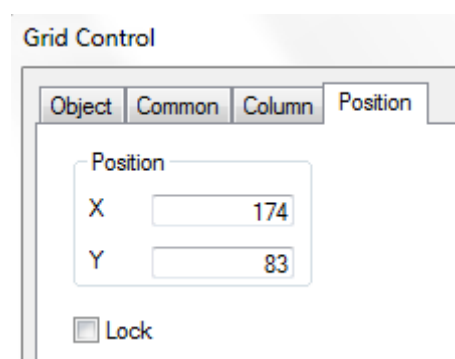 Grid Control
Object Common Column Position
Position
X 174
Y 83
Lock